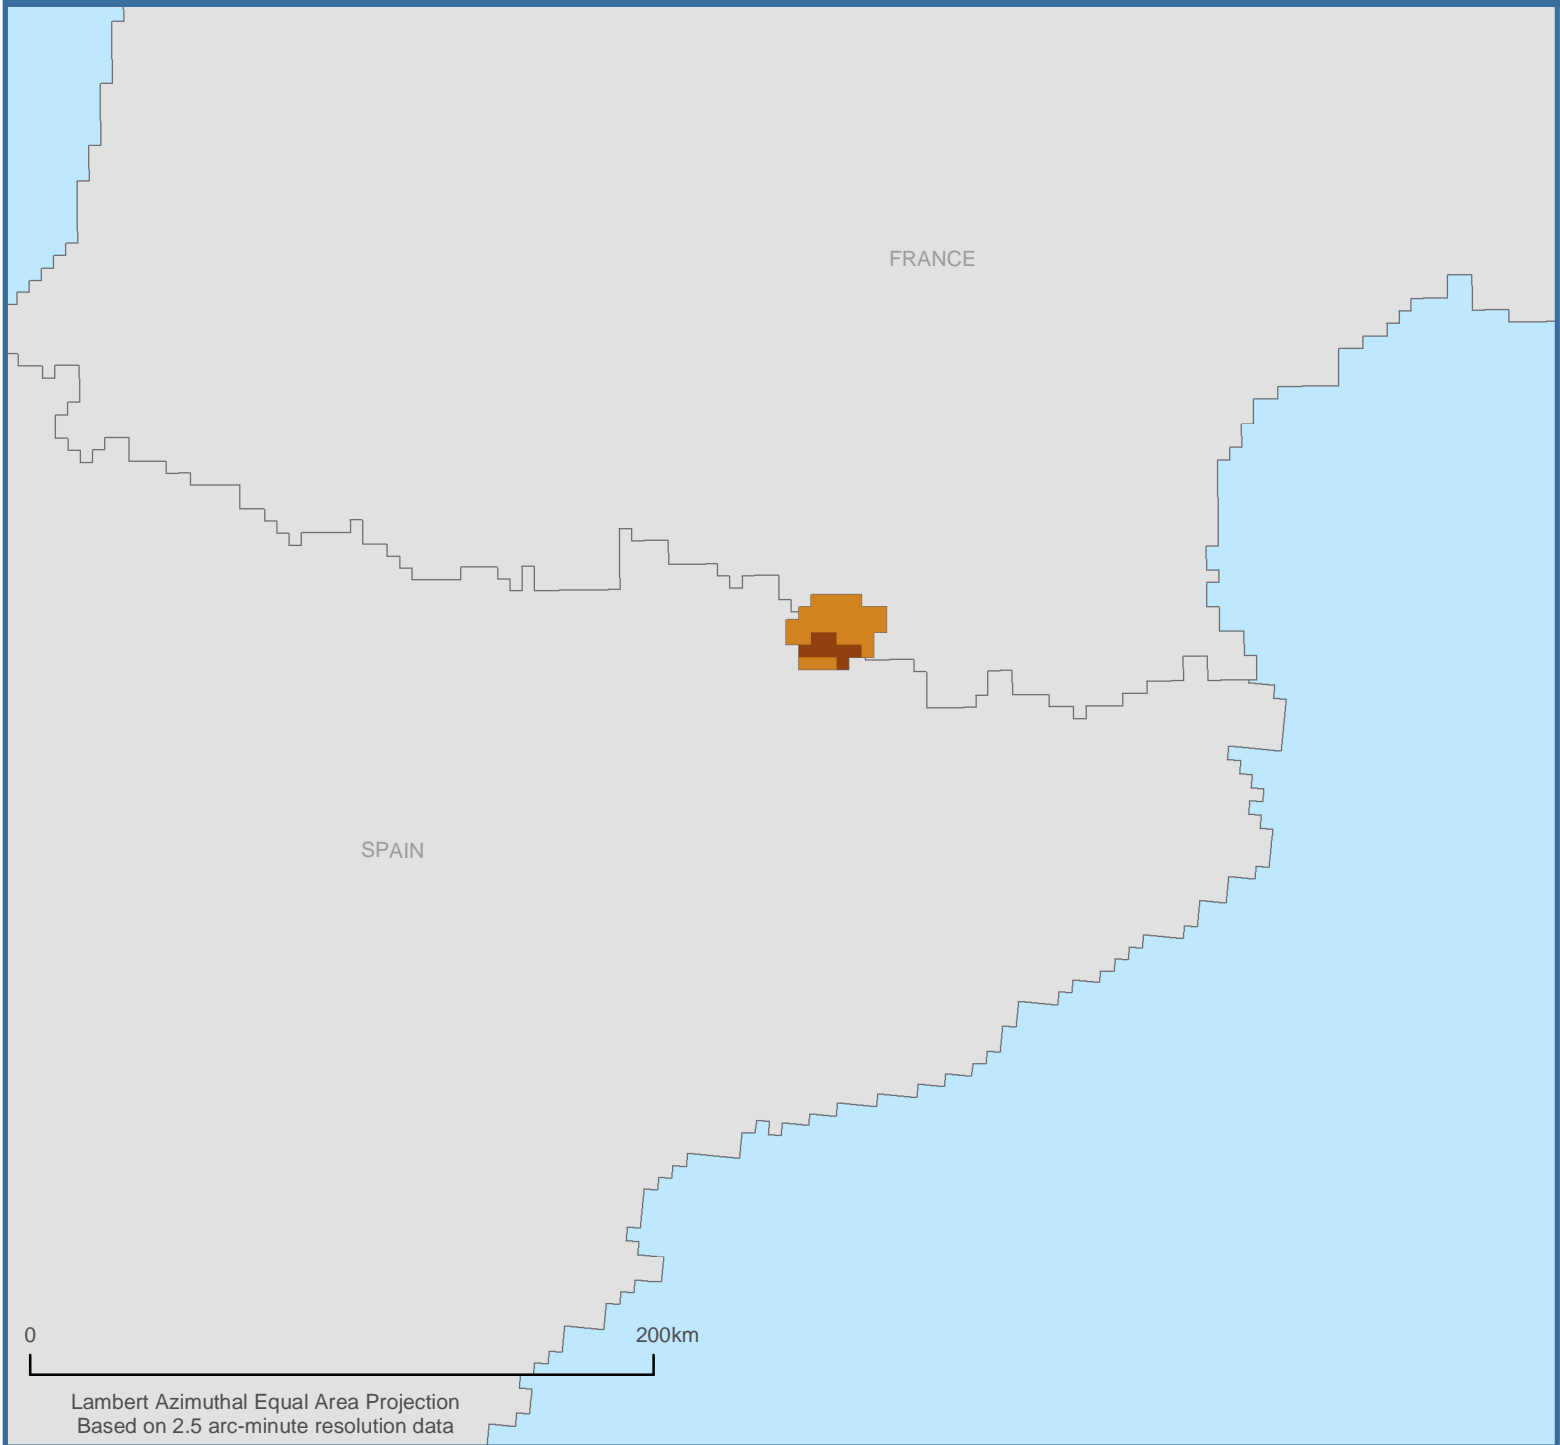 FRANCE
SPAIN
0 200km
Lambert Azimuthal Equal Area Projection
Based on 2.5 arc-minute resolution data